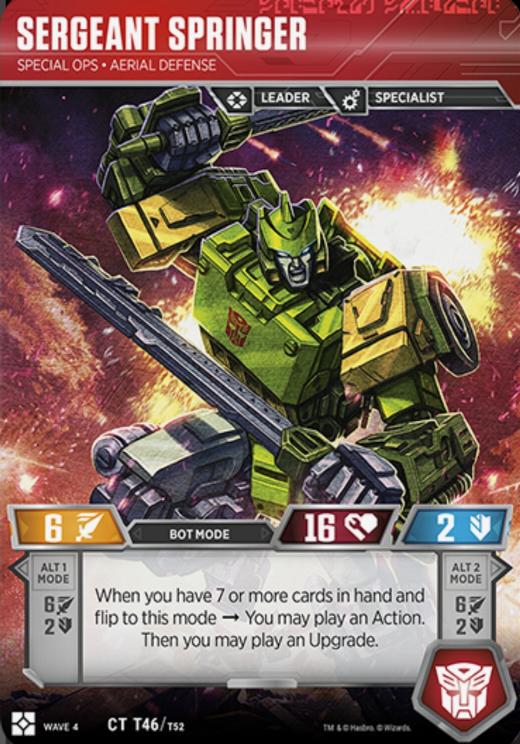 SERGEANT SPRINGER
SPECIAL OPS • AERIAL DEFENSE
LEADER SPECIALIST
6 BOT MODE 16 2
ALT 1
MODE
6
2
When you have 7 or more cards in hand and
flip to this mode → You may play an Action.
Then you may play an Upgrade.
ALT 2
MODE
6
2
WAVE 4 CT T46/T52
TM & © Hasbro. © Wizards.